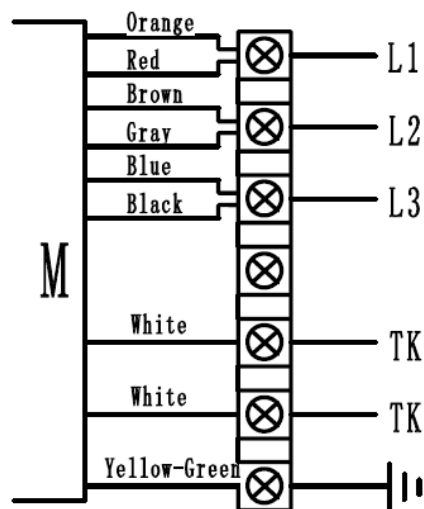 Orange
Red
L1
Brown
Gray
L2
Blue
Black
L3
M
White
TK
White
TK
Yellow-Green